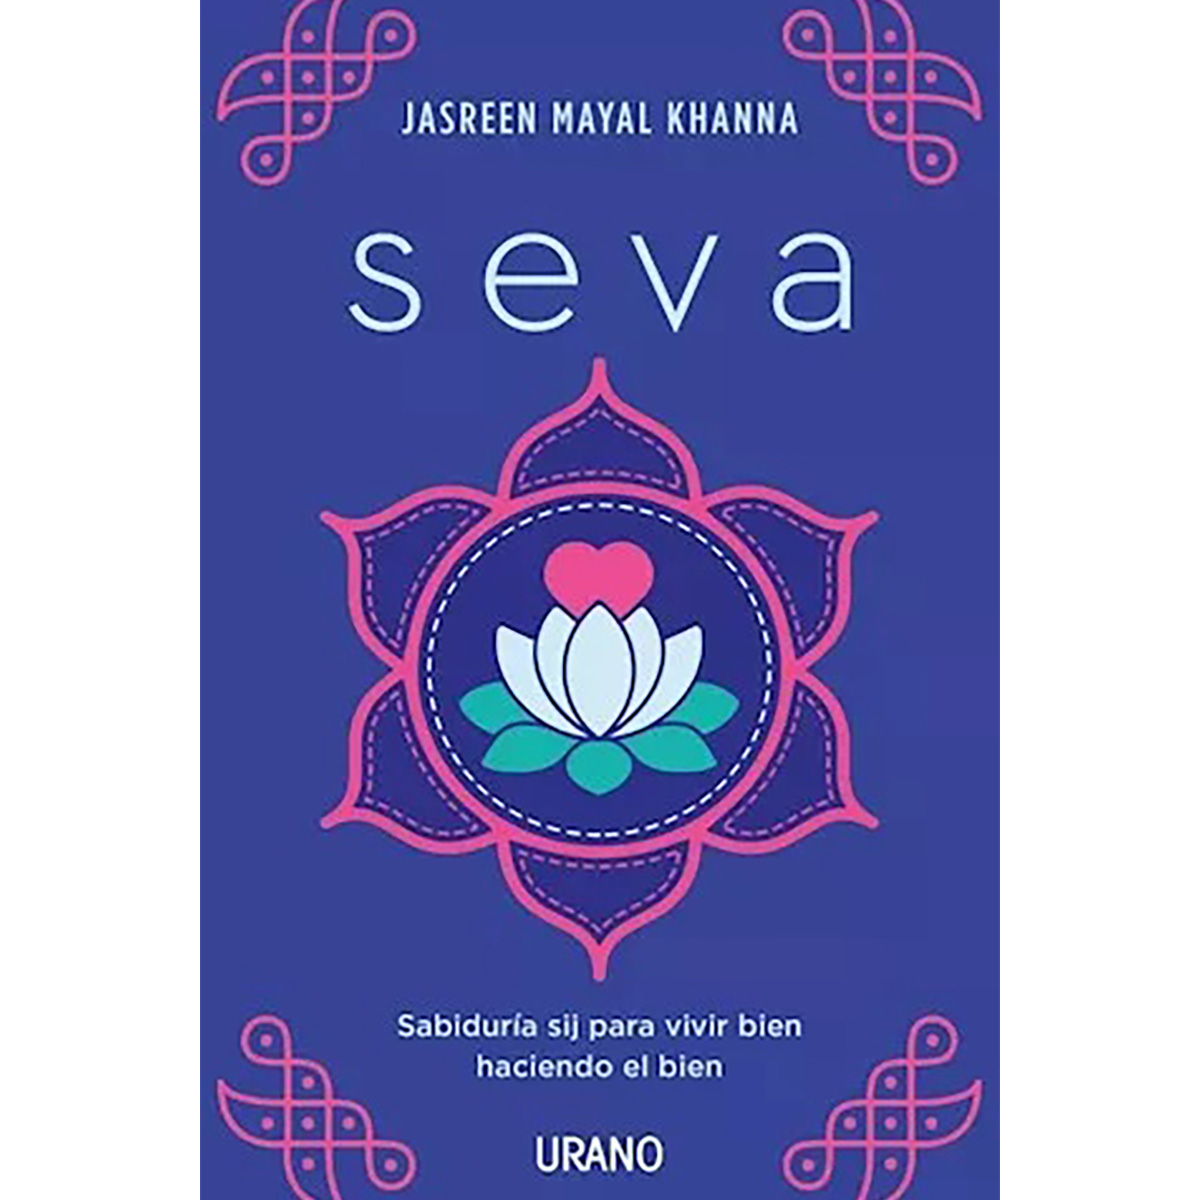 JASREEN MAYAL KHANNA
seva
Sabiduría sij para vivir bien
haciendo el bien
URANO